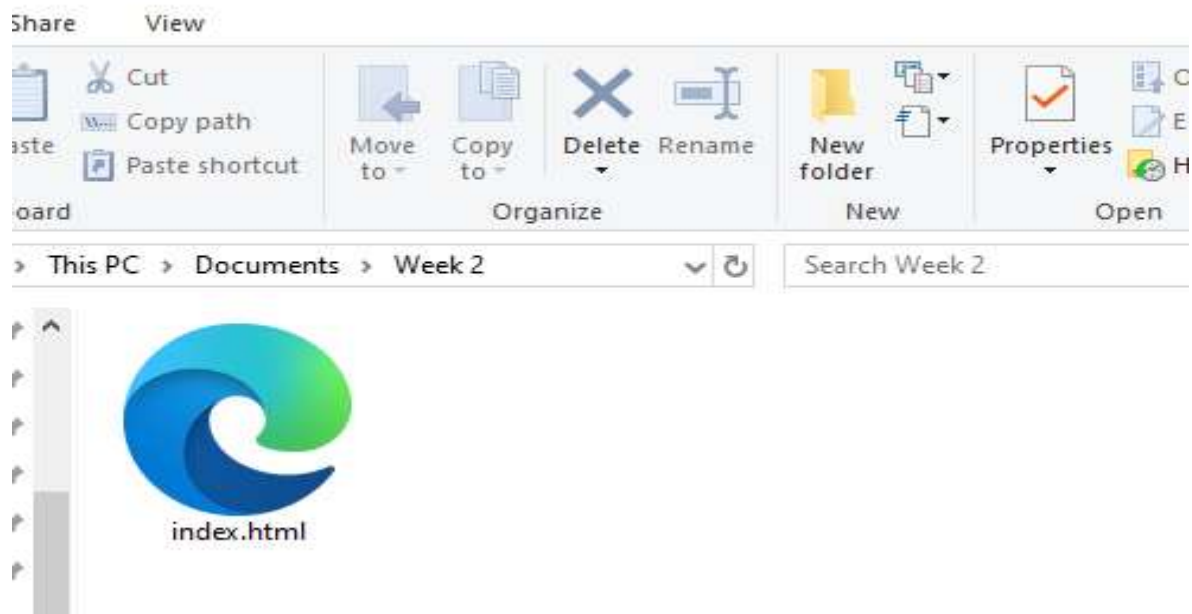 Share View
Cut
Copy path
Paste shortcut
Move to
Copy to
Delete Rename
New folder
Properties
Organize New Open
This PC > Documents > Week 2 Search Week 2
index.html